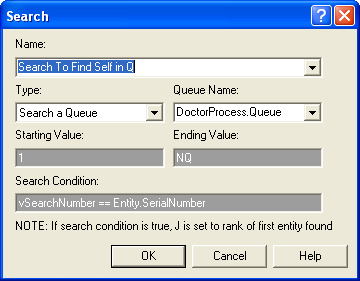 Search
Name:
Search To Find Self in Q
Type:
Queue Name:
Search a Queue
DoctorProcess.Queue
Starting Value:
Ending Value:
1
NQ
Search Condition:
vSearchNumber == Entity.SerialNumber
NOTE: If search condition is true, J is set to rank of first entity found
OK
Cancel
Help